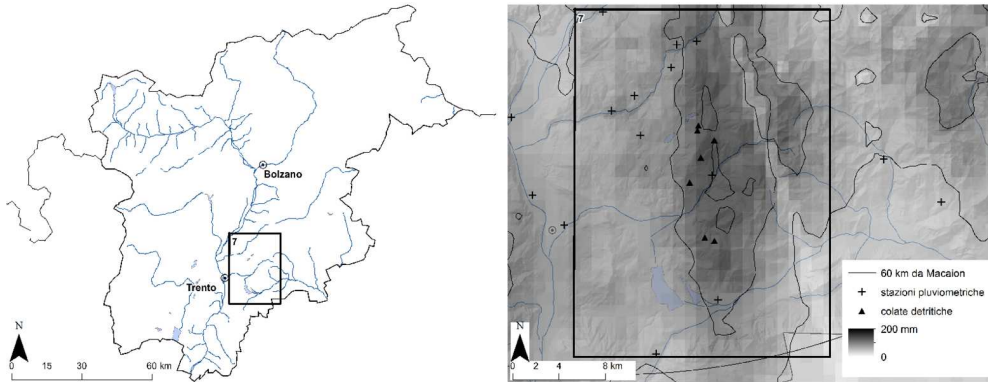 Bolzano
7
Trento
N
0 15 30 60 km
7
60 km da Macaion
stazioni pluviometriche
colate detritiche
200 mm
0
N
0 2 4 8 km